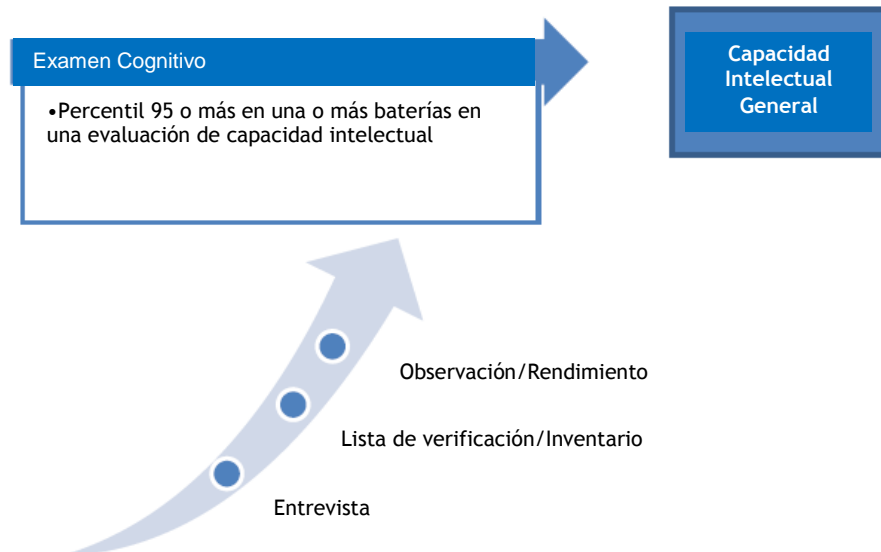 Examen Cognitivo
•Percentil 95 o más en una o más baterías en
una evaluación de capacidad intelectual
Capacidad
Intelectual
General
Observación/Rendimiento
Lista de verificación/Inventario
Entrevista